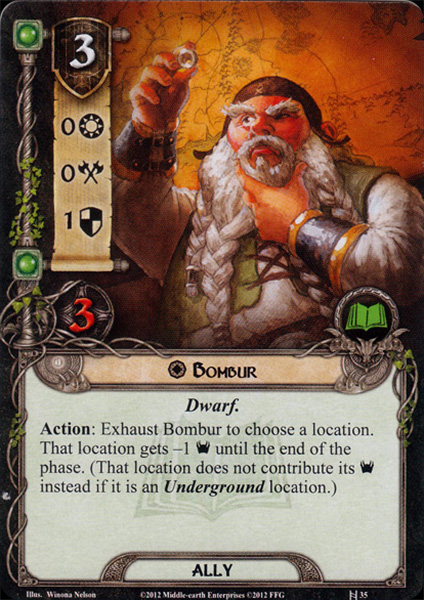 3
0
0
1
3
Bombur
Dwarf.
Action: Exhaust Bombur to choose a location.
That location gets –1 until the end of the
phase. (That location does not contribute its
instead if it is an Underground location.)
ALLY
Illus. Winona Nelson ©2012 Middle-earth Enterprises ©2012 FFG 35